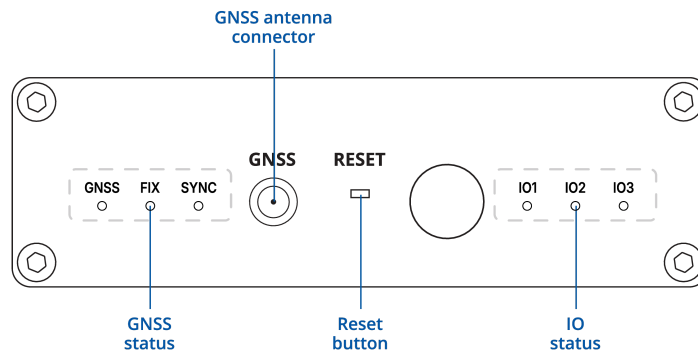 GNSS antenna
connector
GNSS RESET
GNSS FIX SYNC
IO1 IO2 IO3
GNSS
status
Reset
button
IO
status